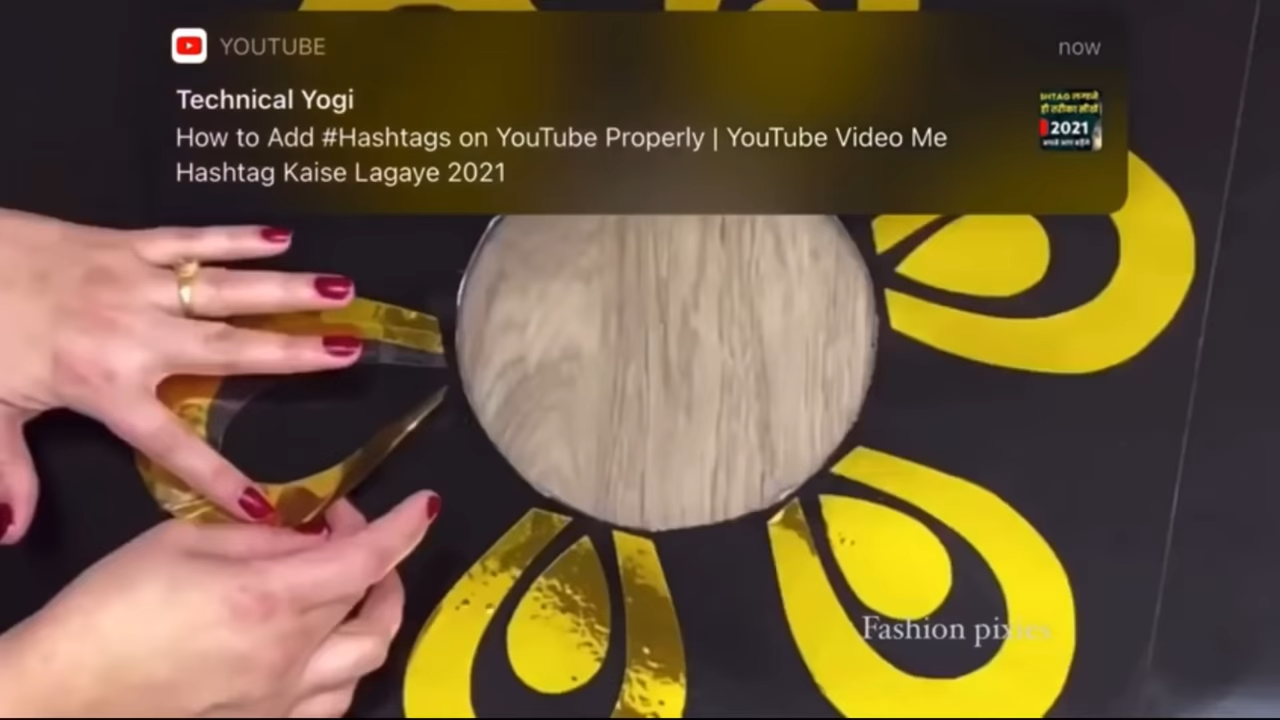 YOUTUBE
now
Technical Yogi
How to Add #Hashtags on YouTube Properly | YouTube Video Me
Hashtag Kaise Lagaye 2021
2021
Fashion pixies